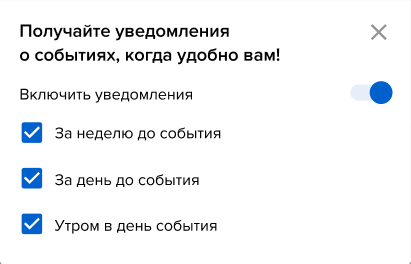 Получайте уведомления
о событиях, когда удобно вам!
Включить уведомления
За неделю до события
За день до события
Утром в день события